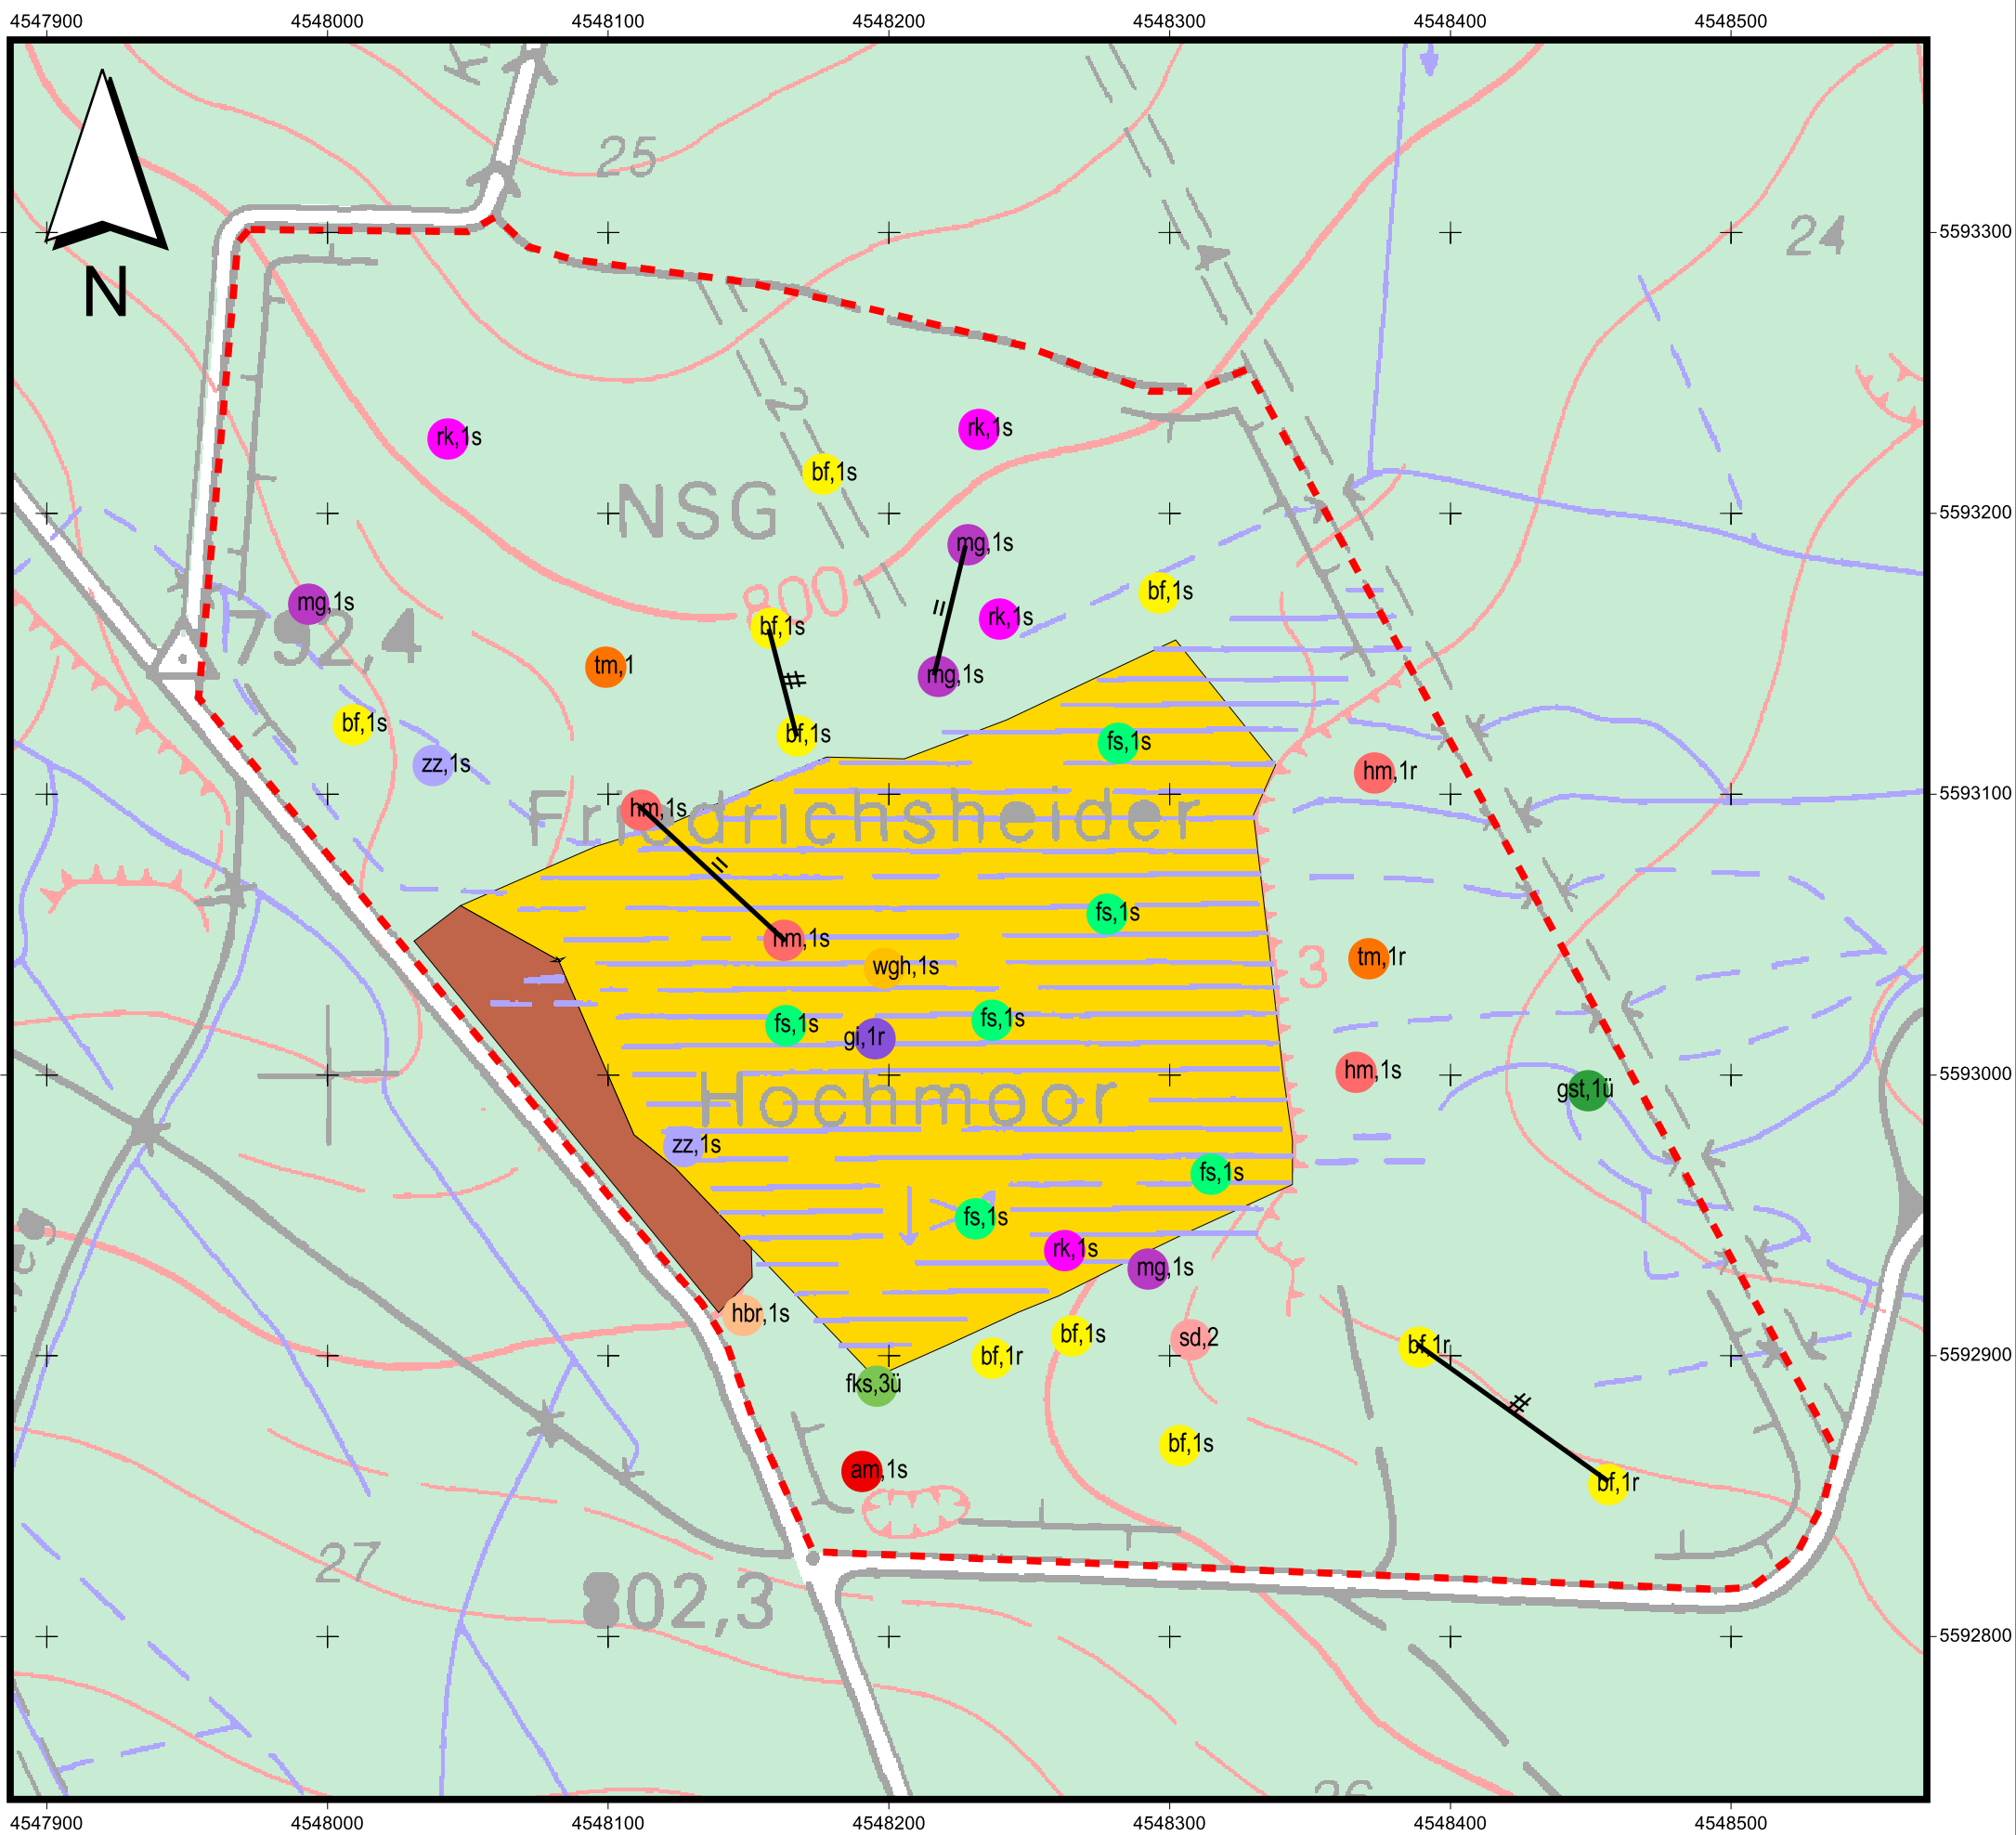 4547900 4548000 4548100 4548200 4548300 4548400 4548500
K
25
24
5593300
N
2
rk,1s
rk,1s
bf,1s
NSG
5593200
mg,1s
800
bf,1s
mg,1s
rk,1s
bf,1s
792,4
tm,1
mg,1s
bf,1s
bf,1s
zz,1s
fs,1s
hm,1r
hm,1s
Friedrichsheider
5593100
fs,1s
hm,1s
wgh,1s
3
tm,1r
fs,1s
gi,1r
fs,1s
hm,1s
5593000
gst,1ü
Hochmoor
zz,1s
fs,1s
fs,1s
rk,1s
mg,1s
hbr,1s
bf,1s
sd,2
bf,1r
bf,1r
5592900
fks,3ü
bf,1s
am,1s
bf,1r
27
802,3
5592800
26
4547900 4548000 4548100 4548200 4548300 4548400 4548500